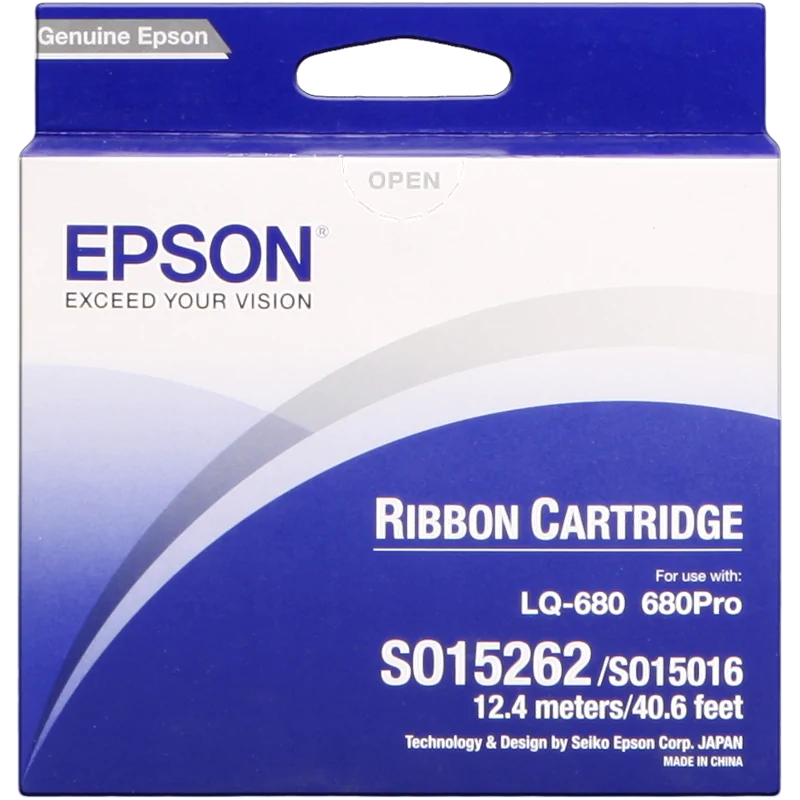 Genuine Epson
OPEN
EPSON®
EXCEED YOUR VISION
RIBBON CARTRIDGE
For use with:
LQ-680 680Pro
S015262/S015016
12.4 meters/40.6 feet
Technology & Design by Seiko Epson Corp. JAPAN
MADE IN CHINA